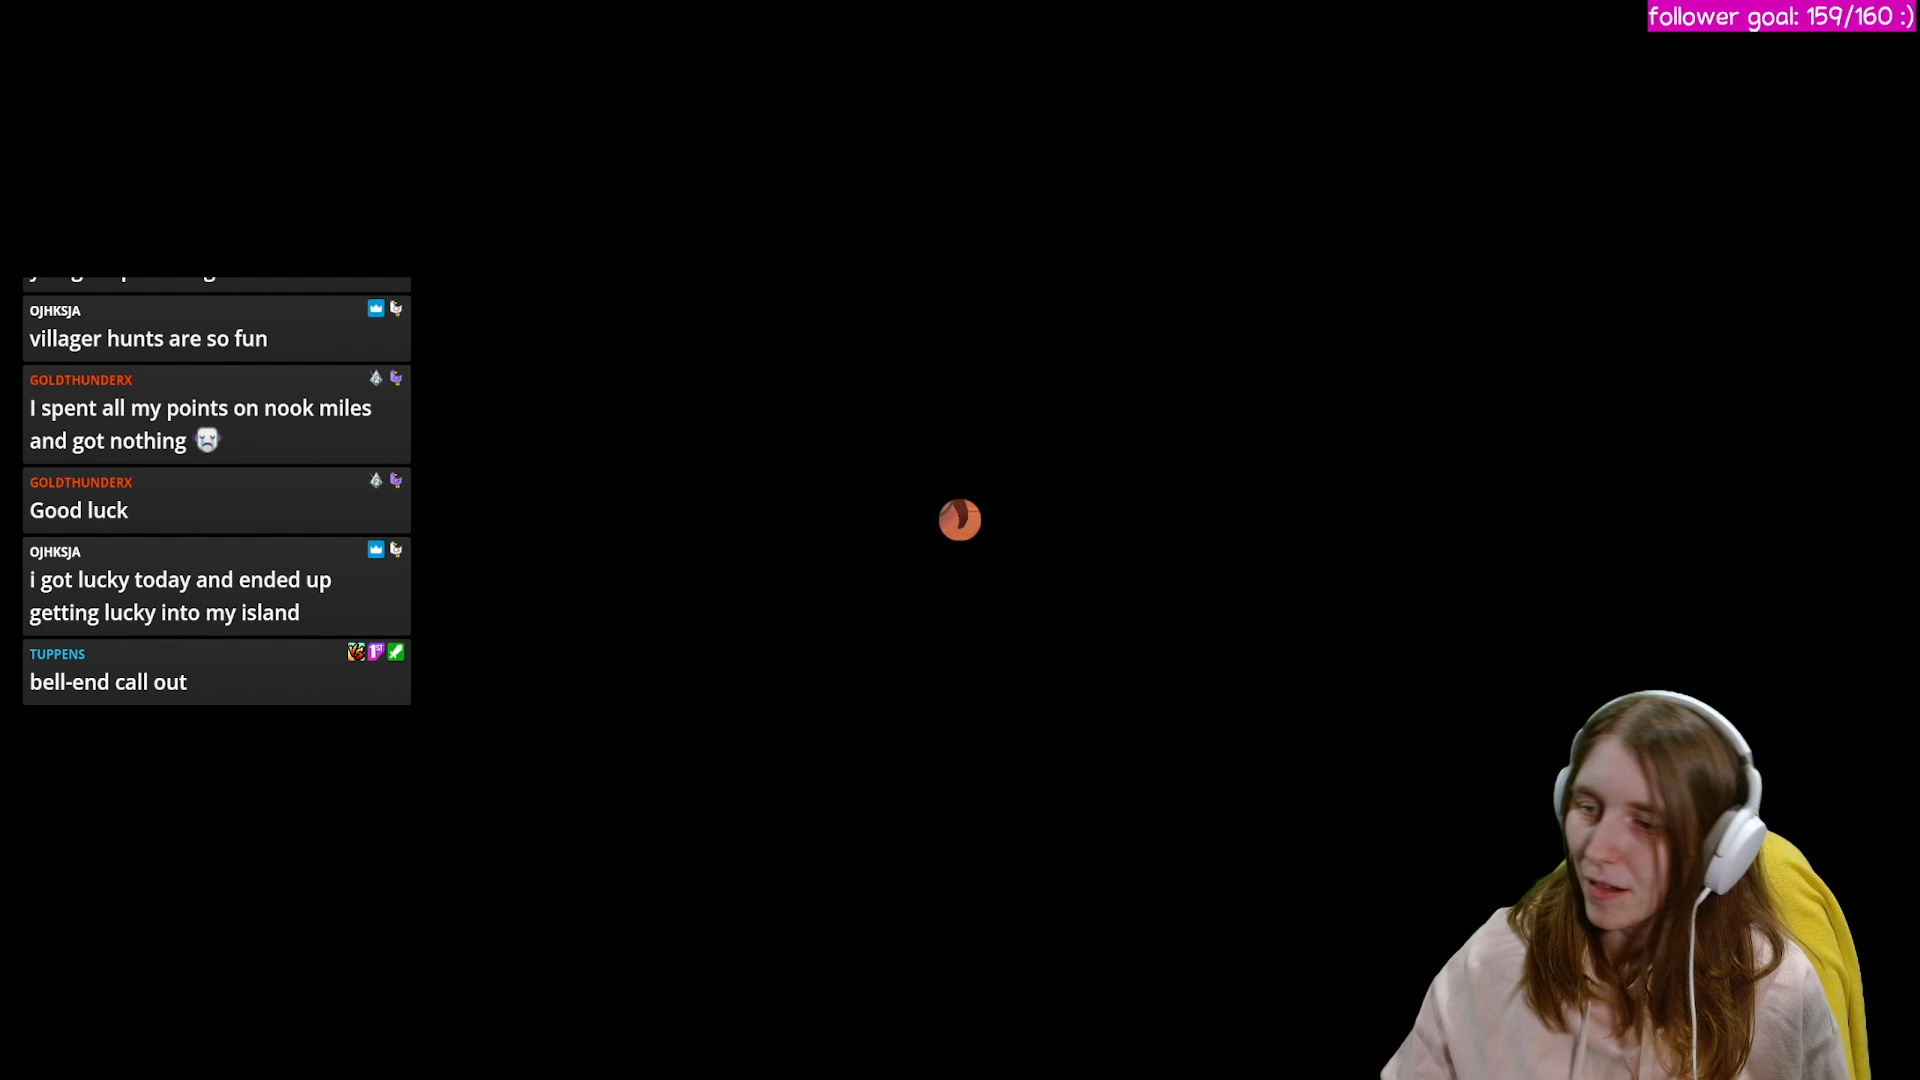 follower goal: 159/160 :)
OJHKSJA
villager hunts are so fun
GOLDTHUNDERX
I spent all my points on nook miles
and got nothing
GOLDTHUNDERX
Good luck
OJHKSJA
i got lucky today and ended up
getting lucky into my island
TUPPENS
bell-end call out